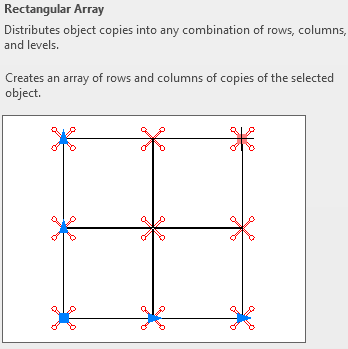 Rectangular Array
Distributes object copies into any combination of rows, columns,
and levels.
Creates an array of rows and columns of copies of the selected
object.